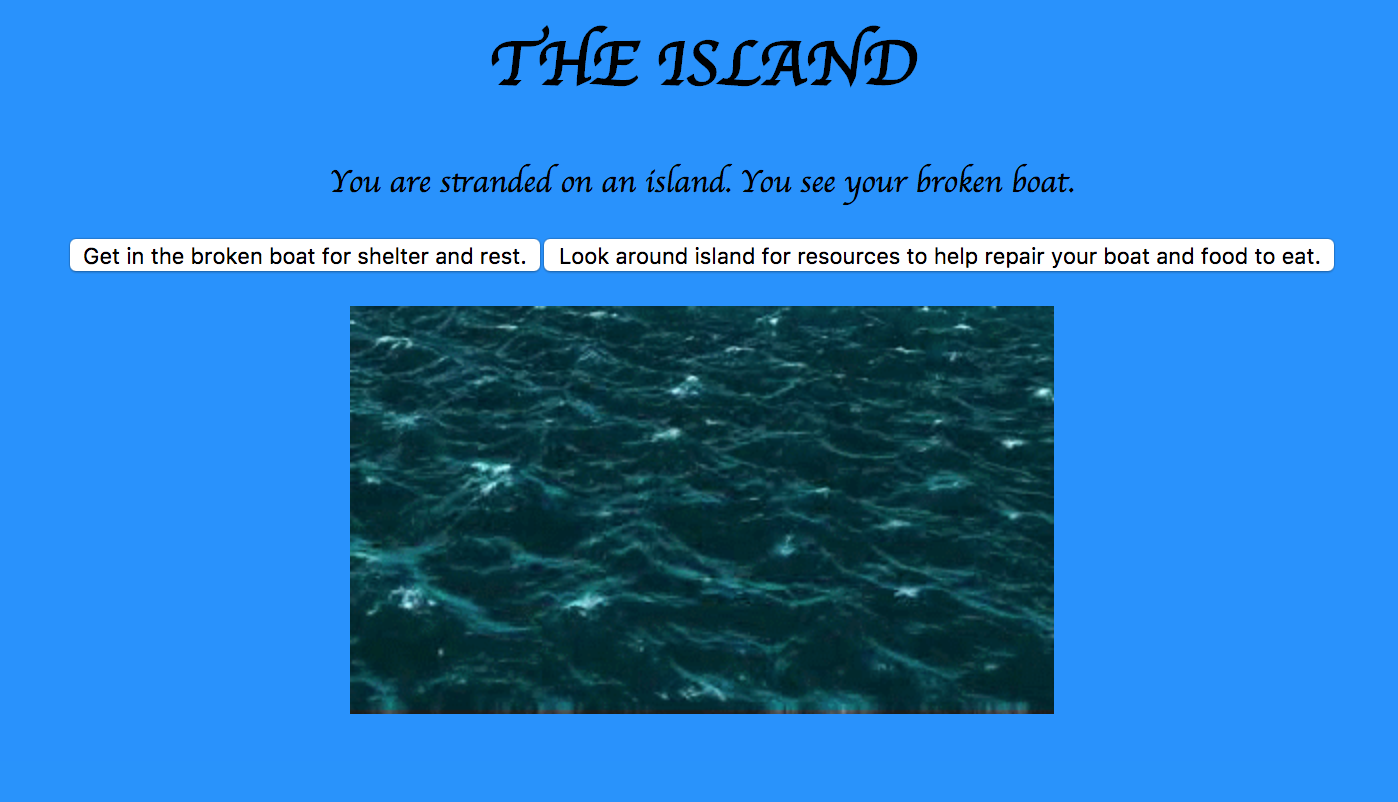 THE ISLAND
You are stranded on an island. You see your broken boat.
Get in the broken boat for shelter and rest. Look around island for resources to help repair your boat and food to eat.